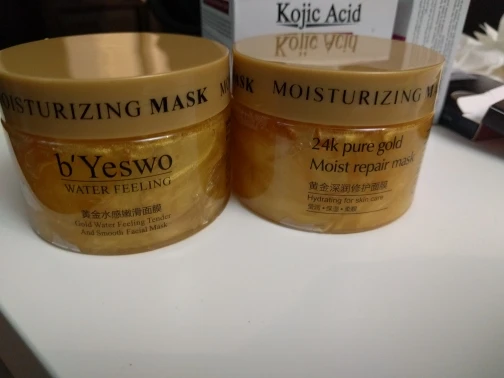 Kojic Acid
Kojic Acid
MOISTURIZING MASK
MOISTURIZING
b'Yeswo
WATER FEELING
黃金水感嫩滑面膜
Gold Water Feeling Tender
And Smooth Facial Mask
24k pure gold
Moist repair mask
黄金深润修护面膜
Hydrating for skin care